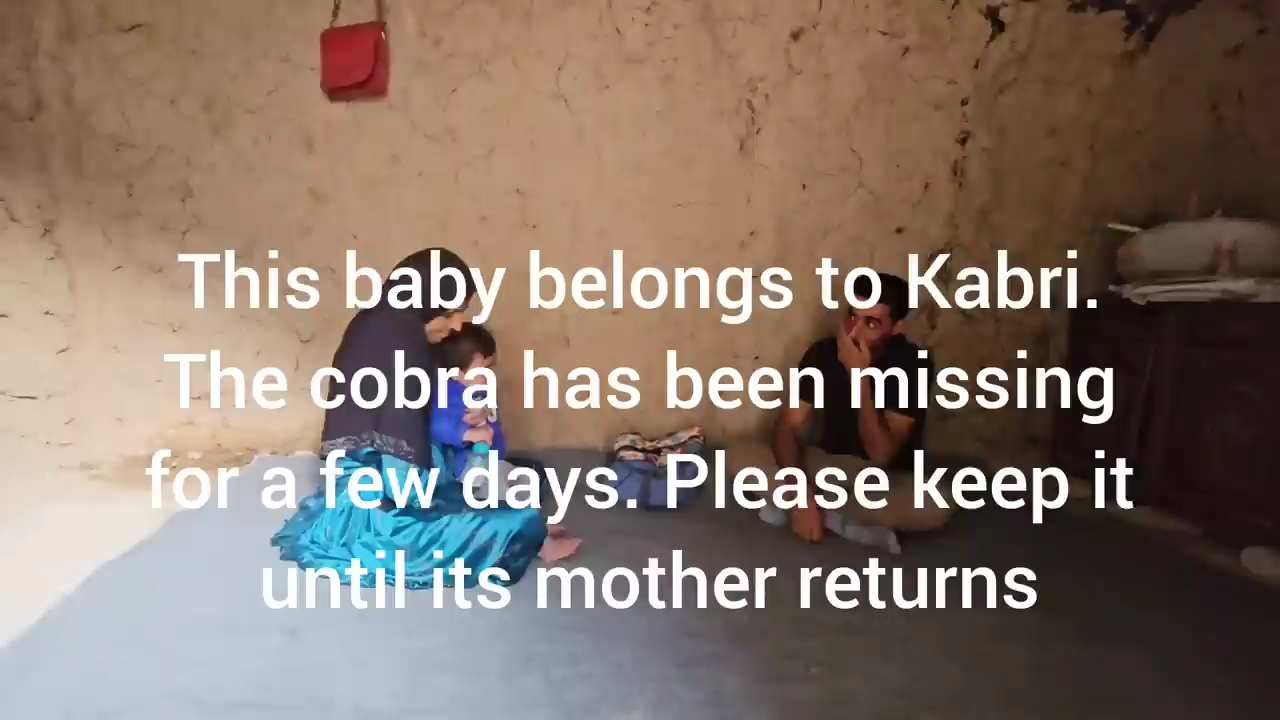 This baby belongs to Kabri.
The cobra has been missing
for a few days. Please keep it
until its mother returns